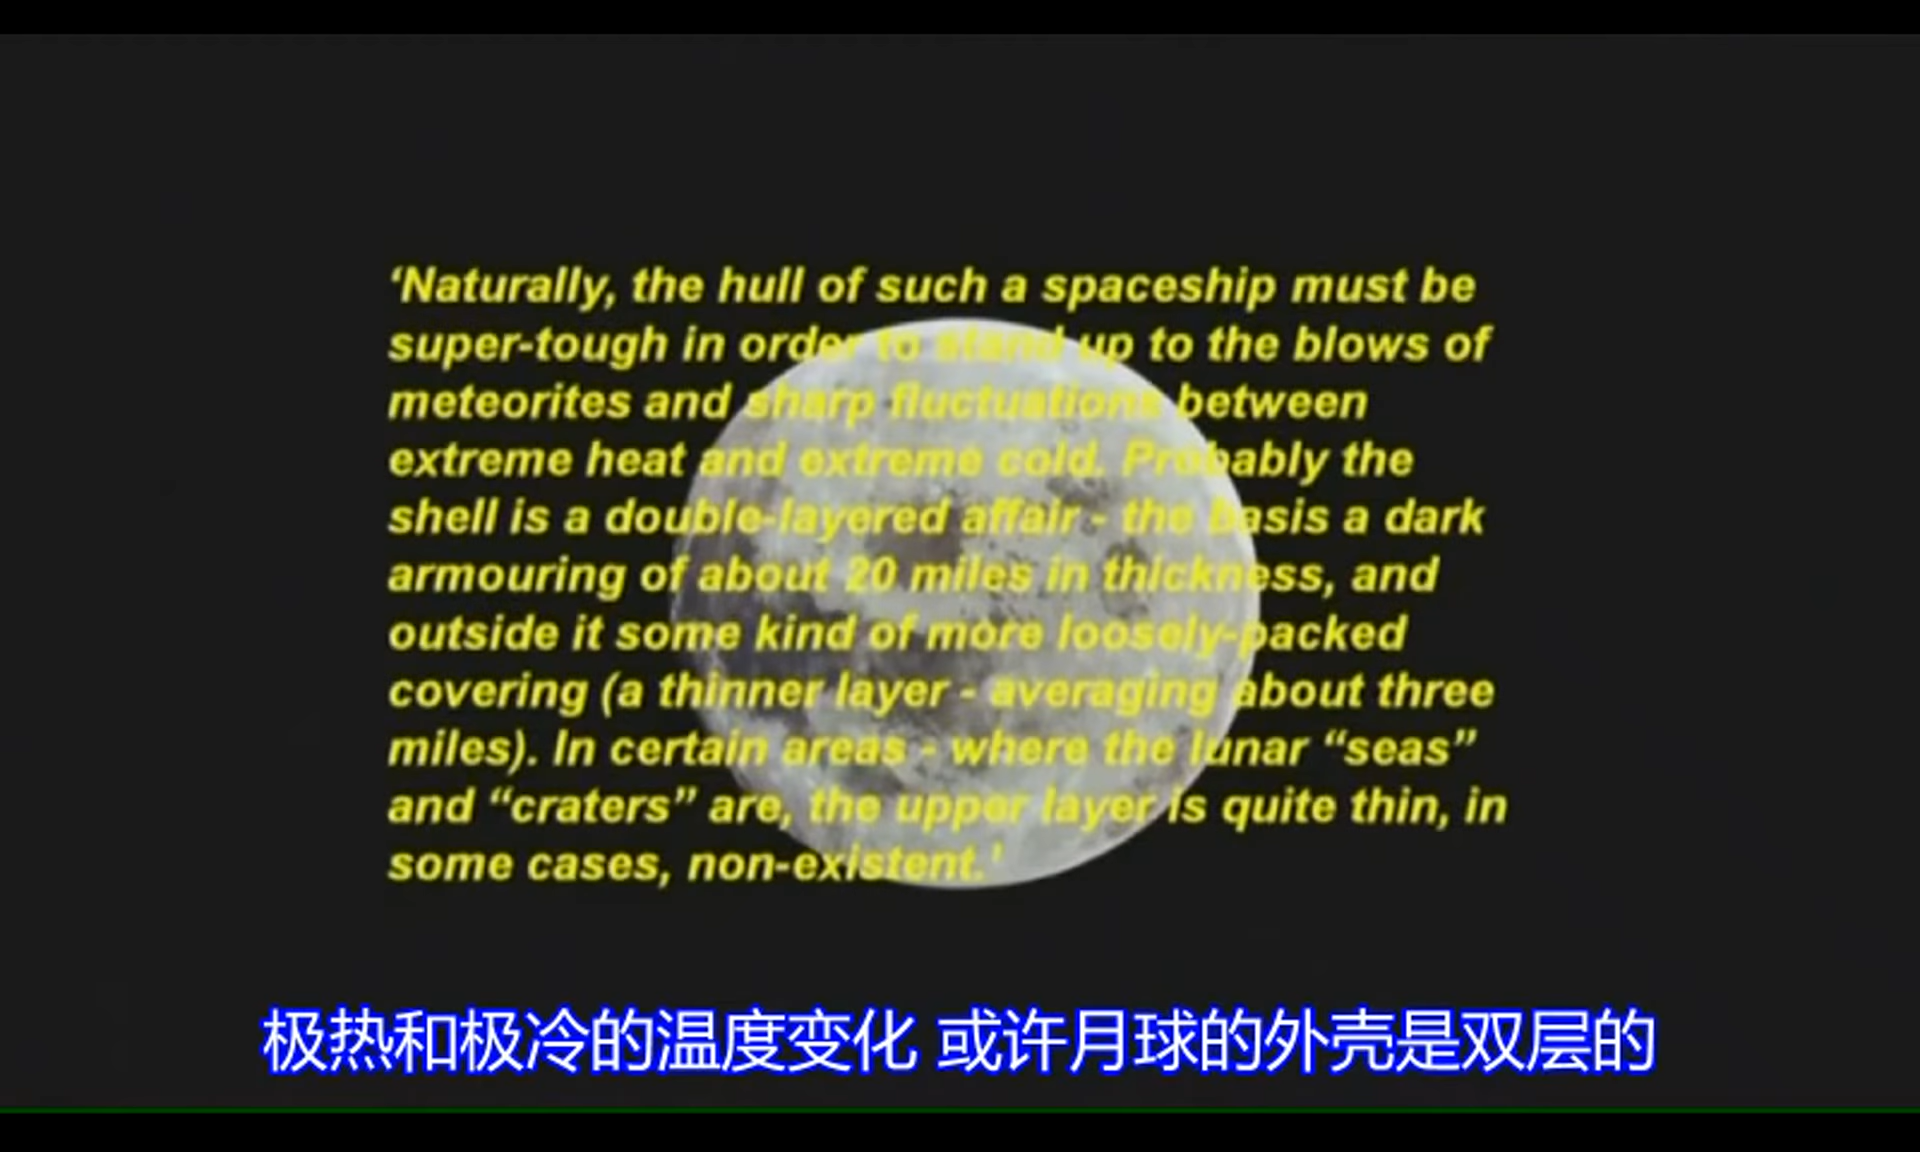 ‘Naturally, the hull of such a spaceship must be
super-tough in order to stand up to the blows of
meteorites and sharp fluctuations between
extreme heat and extreme cold. Probably the
shell is a double-layered affair - the basis a dark
armouring of about 20 miles in thickness, and
outside it some kind of more loosely-packed
covering (a thinner layer - averaging about three
miles). In certain areas - where the lunar “seas”
and “craters” are, the upper layer is quite thin, in
some cases, non-existent.’
极热和极冷的温度变化 或许月球的外壳是双层的